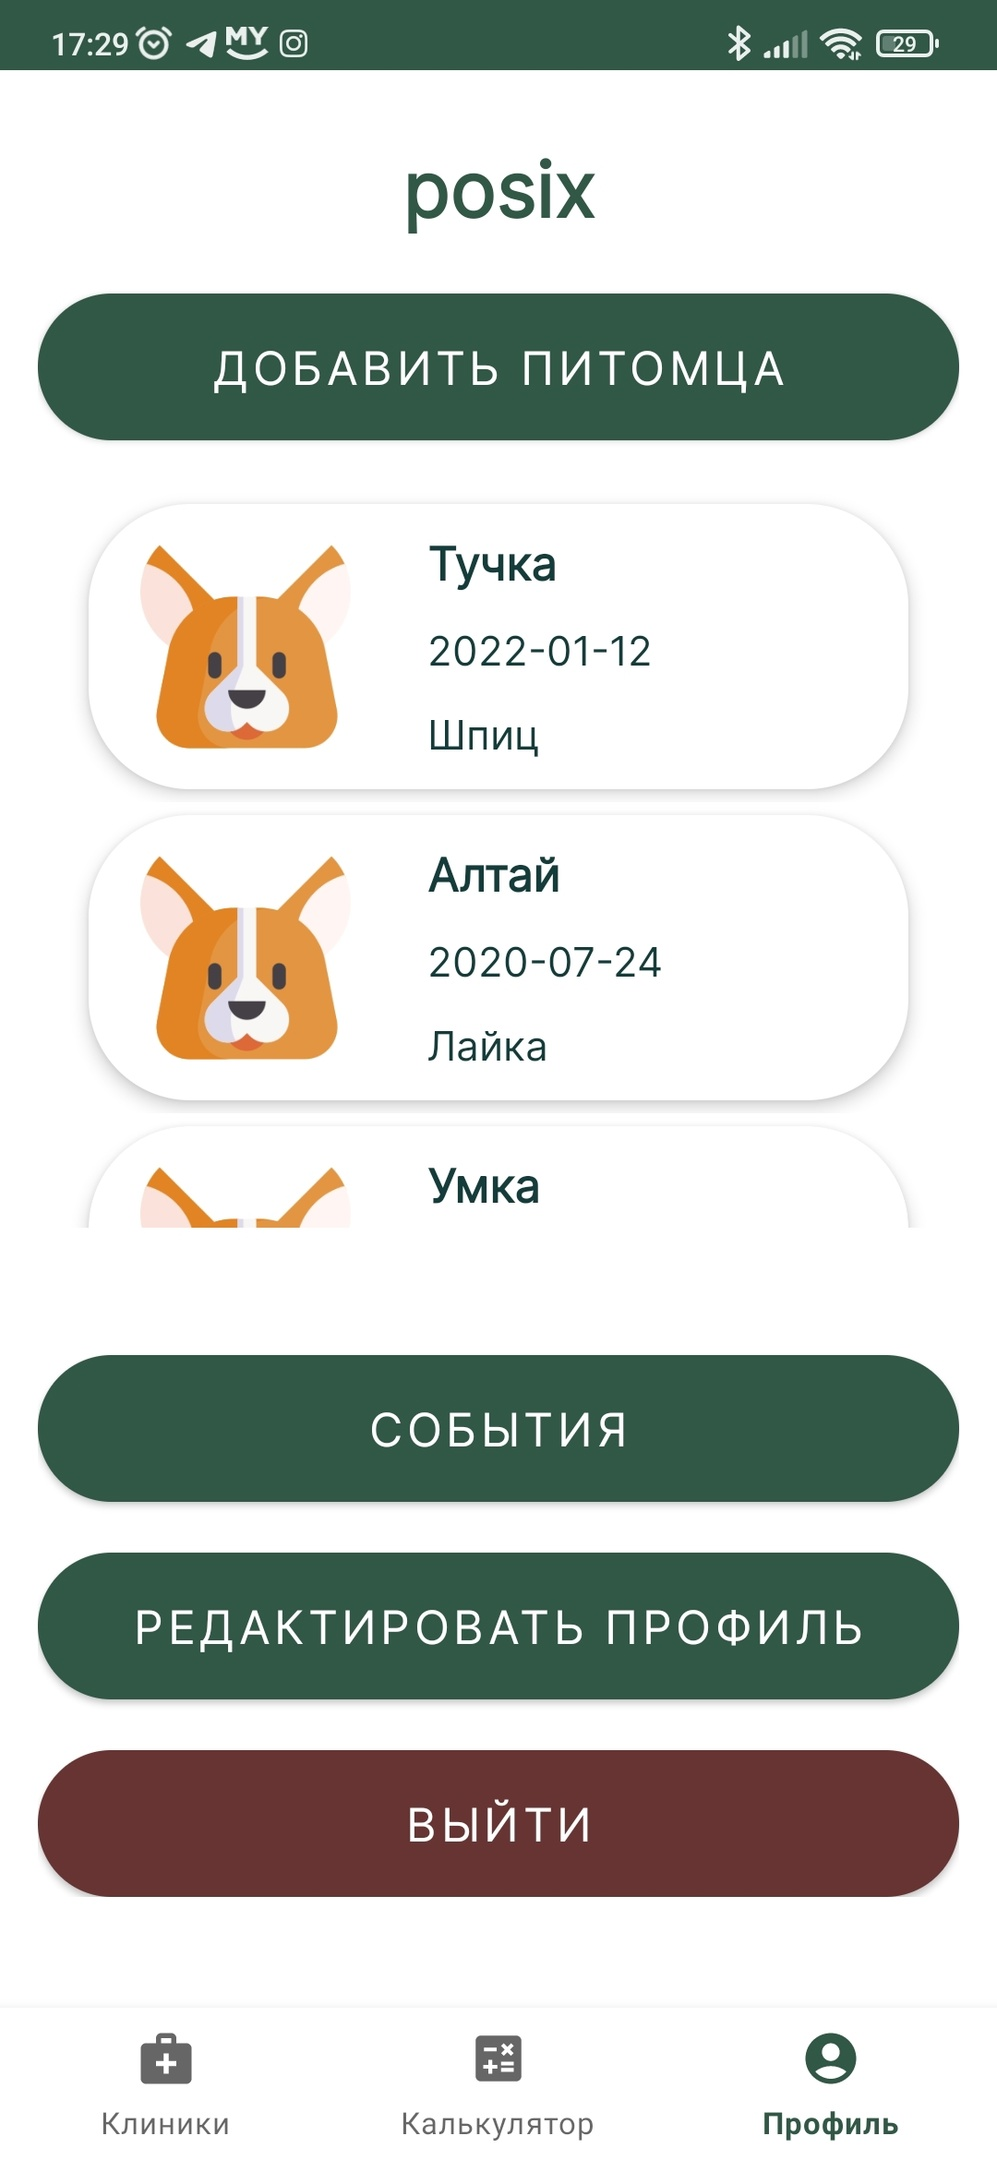 17:29 MY 29
posix
ДОБАВИТЬ ПИТОМЦА
Тучка
2022-01-12
Шпиц
Алтай
2020-07-24
Лайка
Умка
СОБЫТИЯ
РЕДАКТИРОВАТЬ ПРОФИЛЬ
ВЫЙТИ
Клиники Калькулятор Профиль